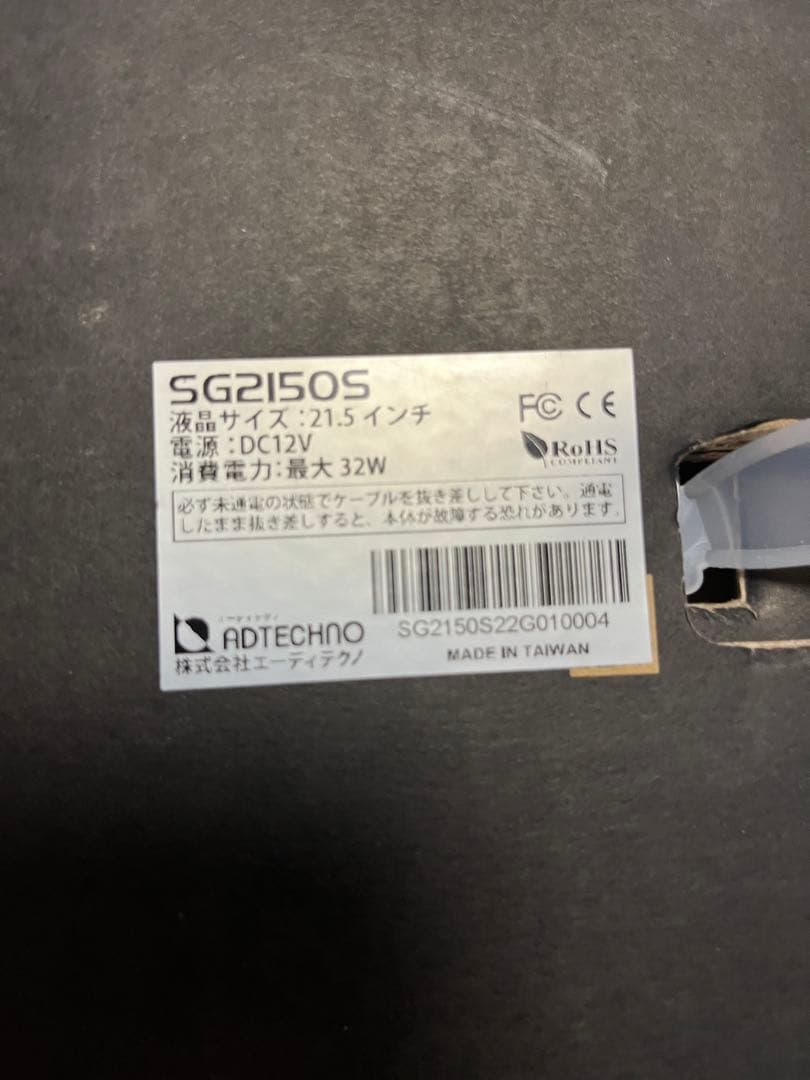 SG2150S
液晶サイズ：21.5 インチ
電源：DC12V
消費電力：最大 32W
FC CE
RoHS
COMPLIANT
必ず未通電の状態でケーブルを抜き差しして下さい。通電
したまま抜き差しすると、本体が故障する恐れがあります。
SG2150S22G010004
MADE IN TAIWAN
エーディテクノ
ADTECHNO
株式会社エーディテクノ